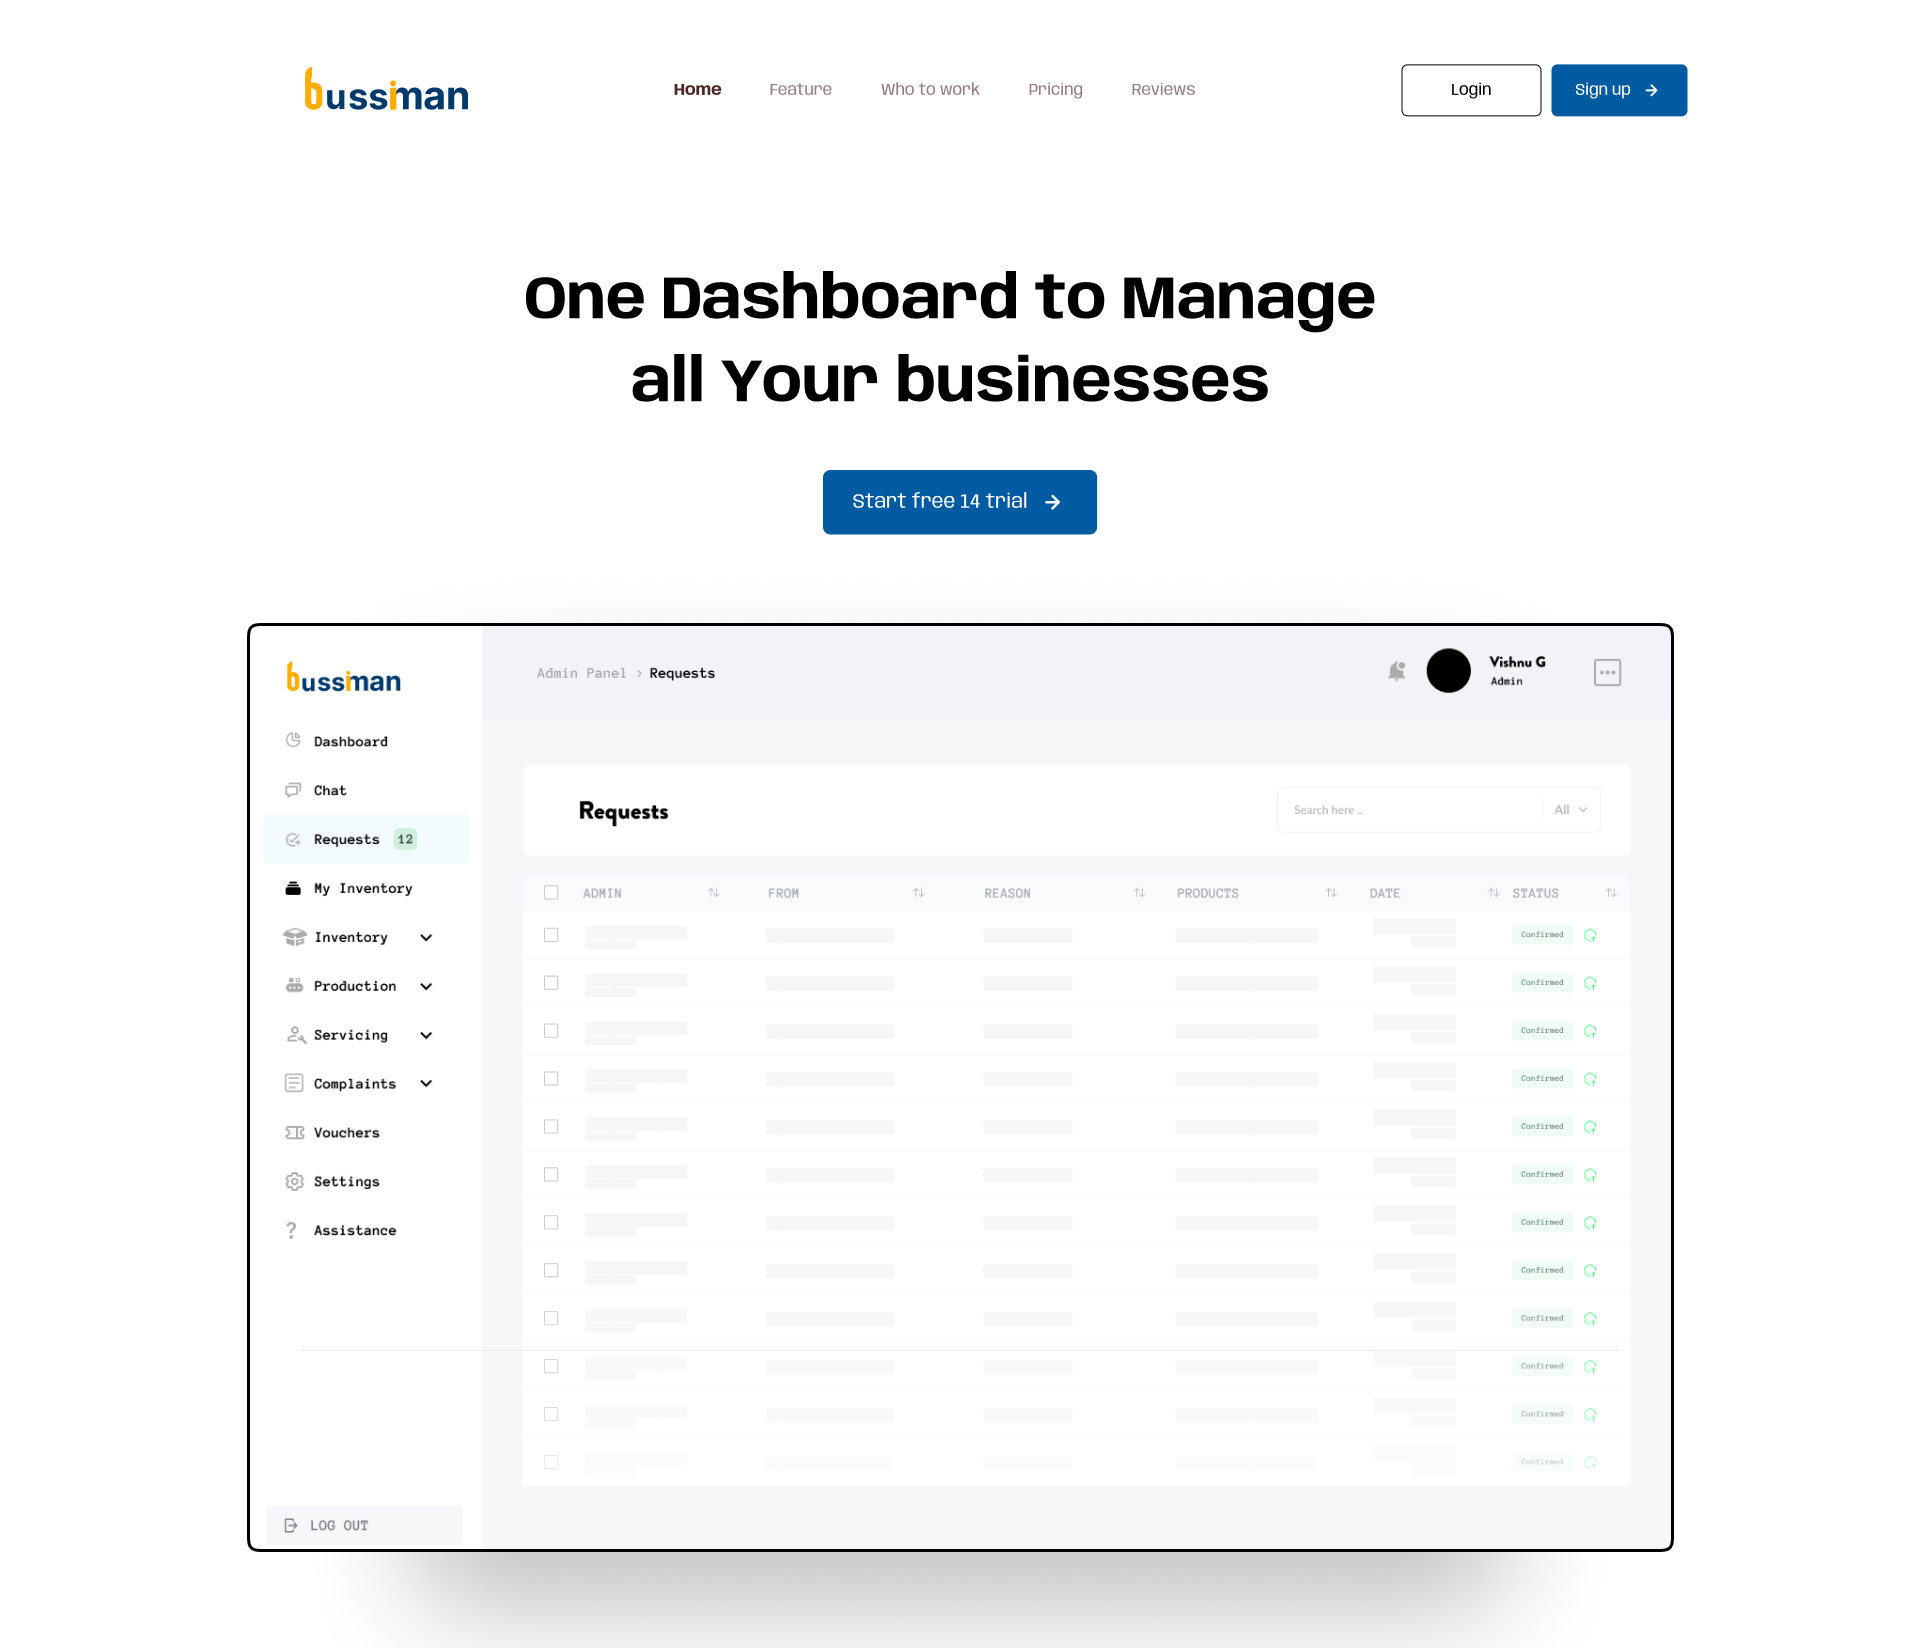 bussiman
Home Feature Who to work Pricing Reviews
Login Sign up
One Dashboard to Manage
all Your businesses
Start free 14 trial
bussiman
Admin Panel > Requests
Vishnu G
Admin
Dashboard
Chat
Requests 12
My Inventory
Inventory
Production
Servicing
Complaints
Vouchers
Settings
Assistance
LOG OUT
Requests
Search here .. All
ADMIN FROM REASON PRODUCTS DATE STATUS
Confirmed
Confirmed
Confirmed
Confirmed
Confirmed
Confirmed
Confirmed
Confirmed
Confirmed
Confirmed
Confirmed
Confirmed